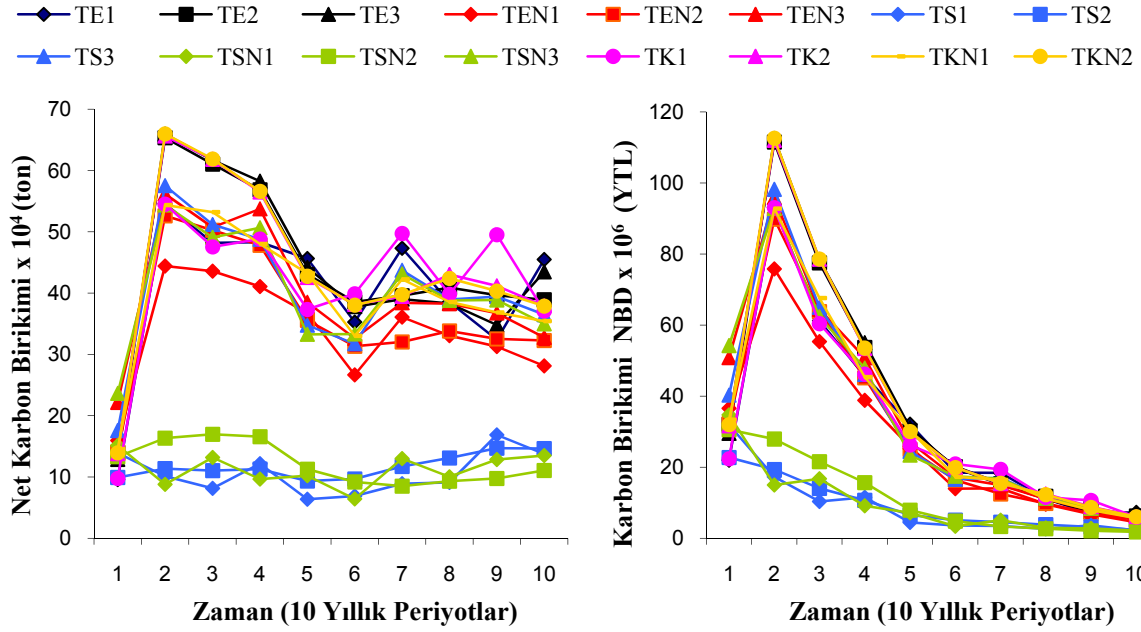 TE1 TE2 TE3 TEN1 TEN2 TEN3 TS1 TS2
TS3 TSN1 TSN2 TSN3 TK1 TK2 TKN1 TKN2
Net Karbon Birikimi x 10⁴ (ton)
70
60
50
40
30
20
10
0
1 2 3 4 5 6 7 8 9 10
Zaman (10 Yıllık Periyotlar)
Karbon Birikimi NBD x 10⁶ (YTL)
120
100
80
60
40
20
0
1 2 3 4 5 6 7 8 9 10
Zaman (10 Yıllık Periyotlar)